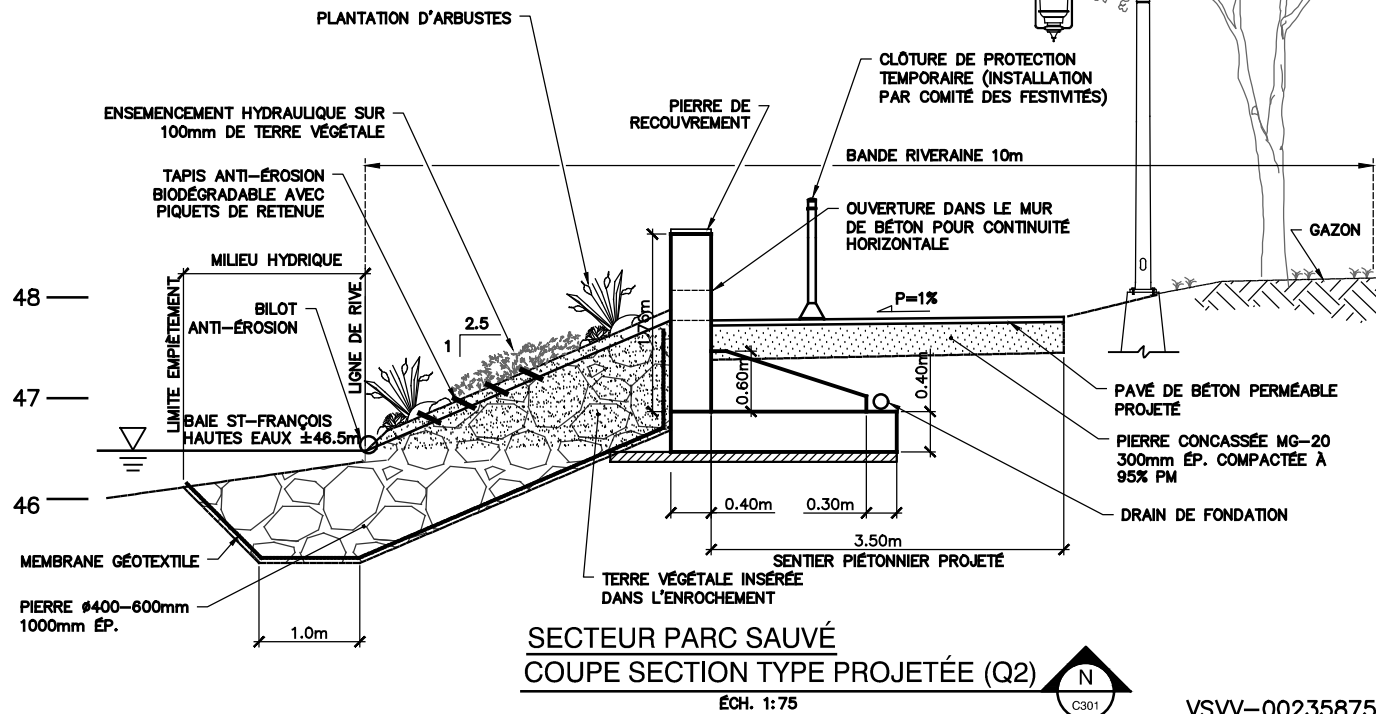 PLANTATION D'ARBUSTES
CLÔTURE DE PROTECTION
TEMPORAIRE (INSTALLATION
PAR COMITÉ DES FESTIVITÉS)
ENSEMENCEMENT HYDRAULIQUE SUR
100mm DE TERRE VÉGÉTALE
PIERRE DE
RECOUVREMENT
BANDE RIVERAINE 10m
TAPIS ANTI-ÉROSION
BIODÉGRADABLE AVEC
PIQUETS DE RETENUE
OUVERTURE DANS LE MUR
DE BÉTON POUR CONTINUITÉ
HORIZONTALE
GAZON
MILIEU HYDRIQUE
LIMITE EMPIÈTEMENT
LIGNE DE RIVE
48
BILOT
ANTI-ÉROSION
2.5
1
P=1%
47
0.60m
0.40m
PAVÉ DE BÉTON PERMÉABLE
PROJETÉ
BAIE ST-FRANÇOIS
HAUTES EAUX ±46.5m
PIERRE CONCASSÉE MG-20
300mm ÉP. COMPACTÉE À
95% PM
46
0.40m
0.30m
DRAIN DE FONDATION
3.50m
SENTIER PIÉTONNIER PROJETÉ
MEMBRANE GÉOTEXTILE
TERRE VÉGÉTALE INSÉRÉE
DANS L'ENROCHEMENT
PIERRE ø400-600mm
1000mm ÉP.
1.0m
SECTEUR PARC SAUVÉ
COUPE SECTION TYPE PROJETÉE (Q2)
N
C301
ÉCH. 1:75
VSVV-00235875